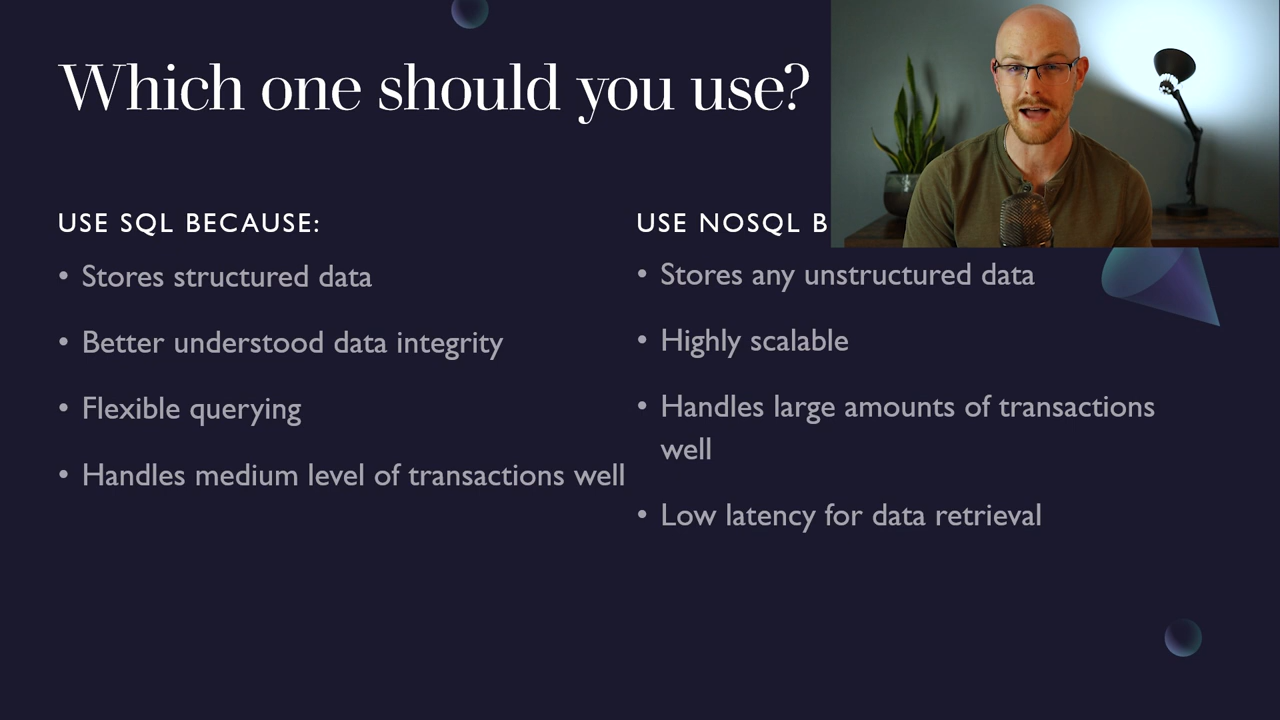 Which one should you use?
USE SQL BECAUSE:
• Stores structured data
• Better understood data integrity
• Flexible querying
• Handles medium level of transactions well
USE NOSQL B
• Stores any unstructured data
• Highly scalable
• Handles large amounts of transactions
well
• Low latency for data retrieval